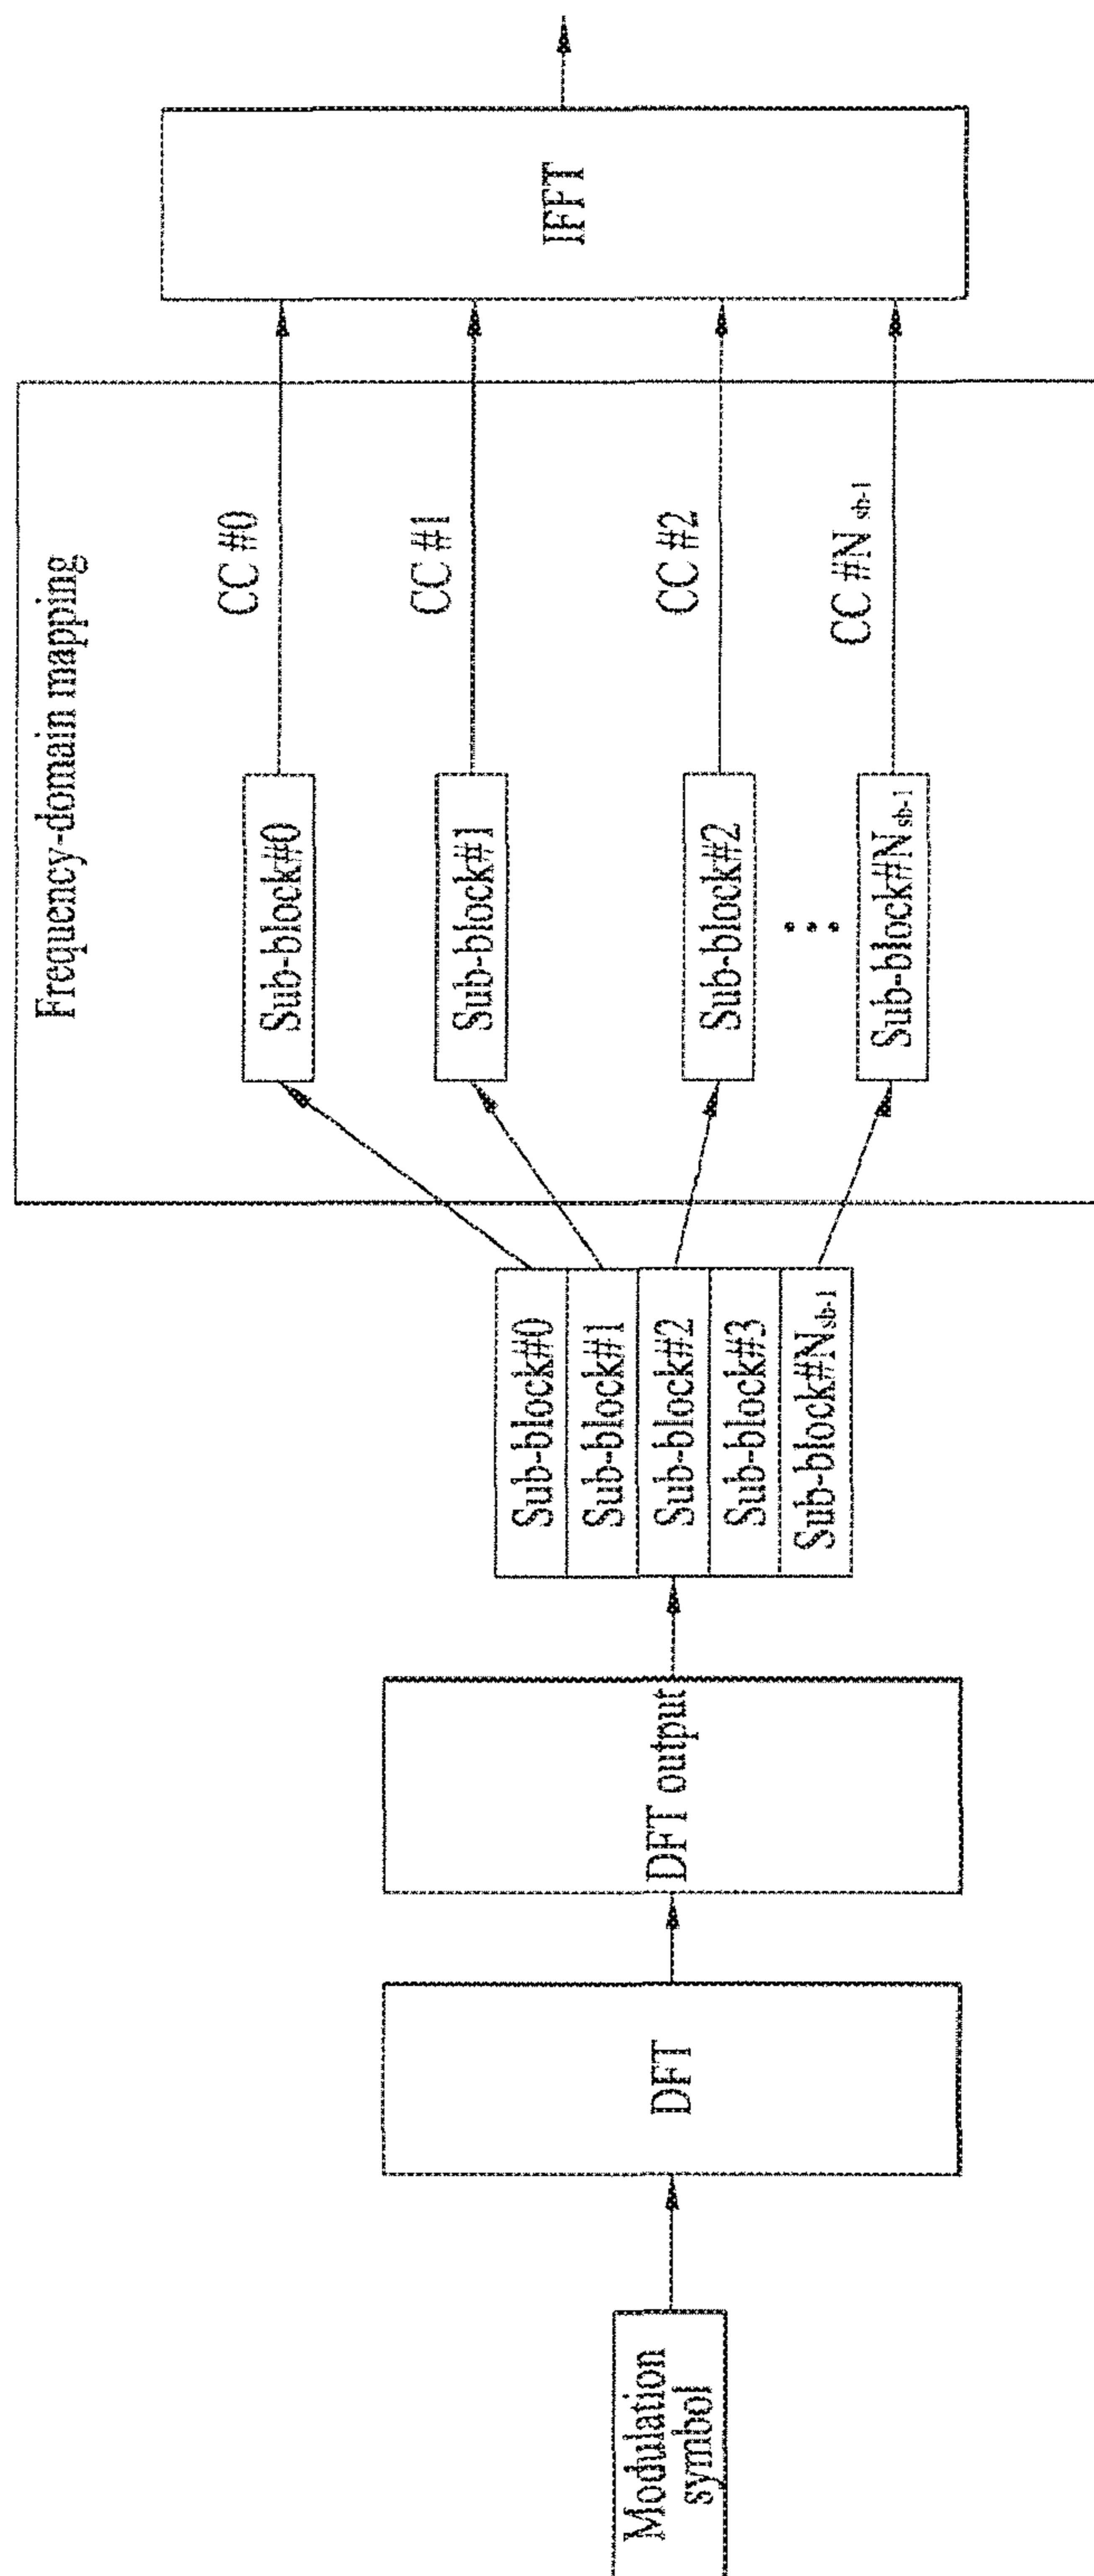 Modulation
symbol
DFT
DFT output
Sub-block#0
Sub-block#1
Sub-block#2
Sub-block#3
Sub-block#Nsb-1
Frequency-domain mapping
Sub-block#0
Sub-block#1
Sub-block#2
Sub-block#Nsb-1
CC #0
CC #1
CC #2
CC #Nsb-1
IFFT